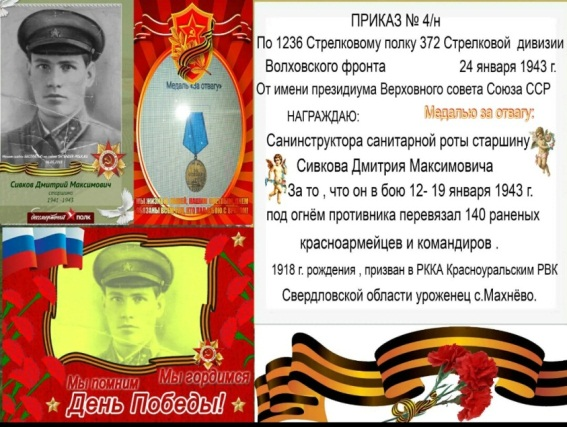 Сивков Дмитрий Максимович
старшина
1941-1943
бессмертный ПОЛК
Медаль «За отвагу»
Мы помним
Мы гордимся
День Победы!
ПРИКАЗ № 4/н
По 1236 Стрелковому полку 372 Стрелковой дивизии
Волховского фронта 24 января 1943 г.
От имени президиума Верховного совета Союза ССР
НАГРАЖДАЮ: Медалью за отвагу:
Санинструктора санитарной роты старшину
Сивкова Дмитрия Максимовича
За то , что он в бою 12- 19 января 1943 г.
под огнём противника перевязал 140 раненых
красноармейцев и командиров .
1918 г. рождения , призван в РККА Красноуральским РВК
Свердловской области уроженец с.Махнёво.